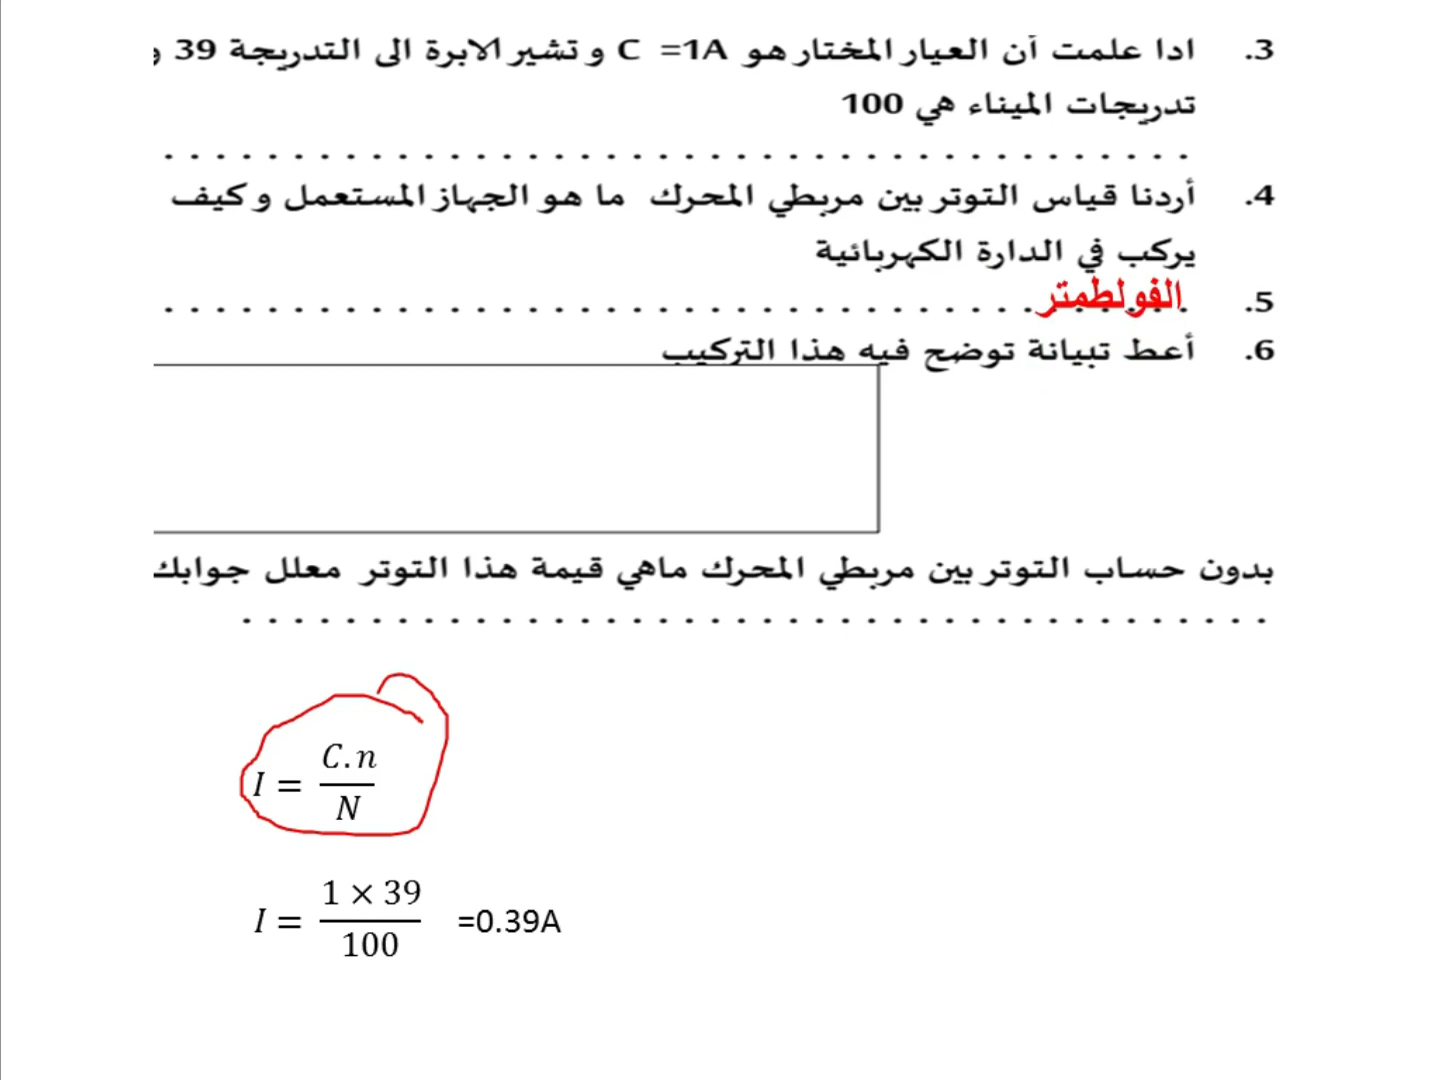 3. ادا علمت أن العيار المختار هو C =1A و تشير الابرة الى التدريجة 39 و
تدريجات الميناء هي 100
4. أردنا قياس التوتر بين مربطي المحرك ما هو الجهاز المستعمل و كيف
يركب في الدارة الكهربائية
5. الفولطمتر
6. أعط تبيانة توضح فيه هذا التركيب
بدون حساب التوتر بين مربطي المحرك ماهي قيمة هذا التوتر معلل جوابك
I = C.n / N
I = 1 × 39 / 100 =0.39A